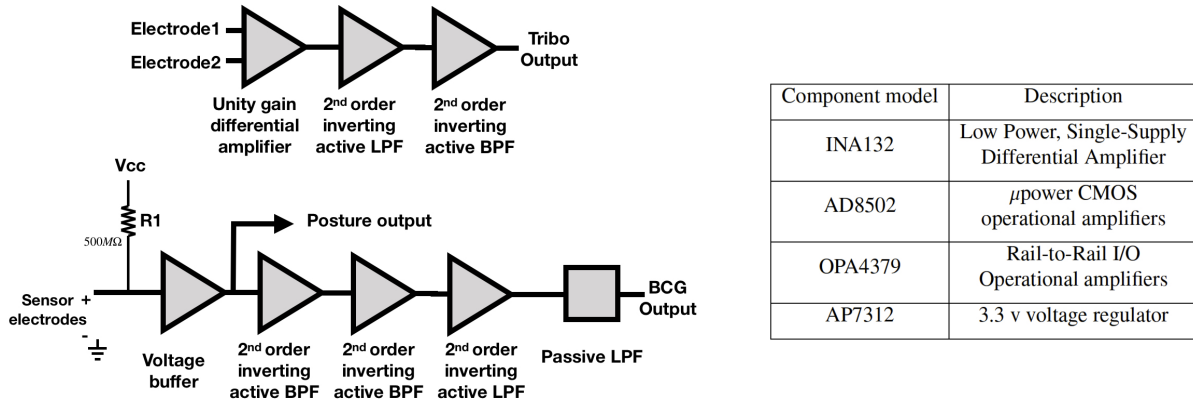 Electrode1
Electrode2
Tribo
Output
Unity gain
differential
amplifier
2nd order
inverting
active LPF
2nd order
inverting
active BPF
Vcc
R1
500MΩ
Posture output
Sensor +
electrodes
-
BCG
Output
Voltage
buffer
2nd order
inverting
active BPF
2nd order
inverting
active BPF
2nd order
inverting
active LPF
Passive LPF
Component model Description
INA132 Low Power, Single-Supply
Differential Amplifier
AD8502 μpower CMOS
operational amplifiers
OPA4379 Rail-to-Rail I/O
Operational amplifiers
AP7312 3.3 v voltage regulator